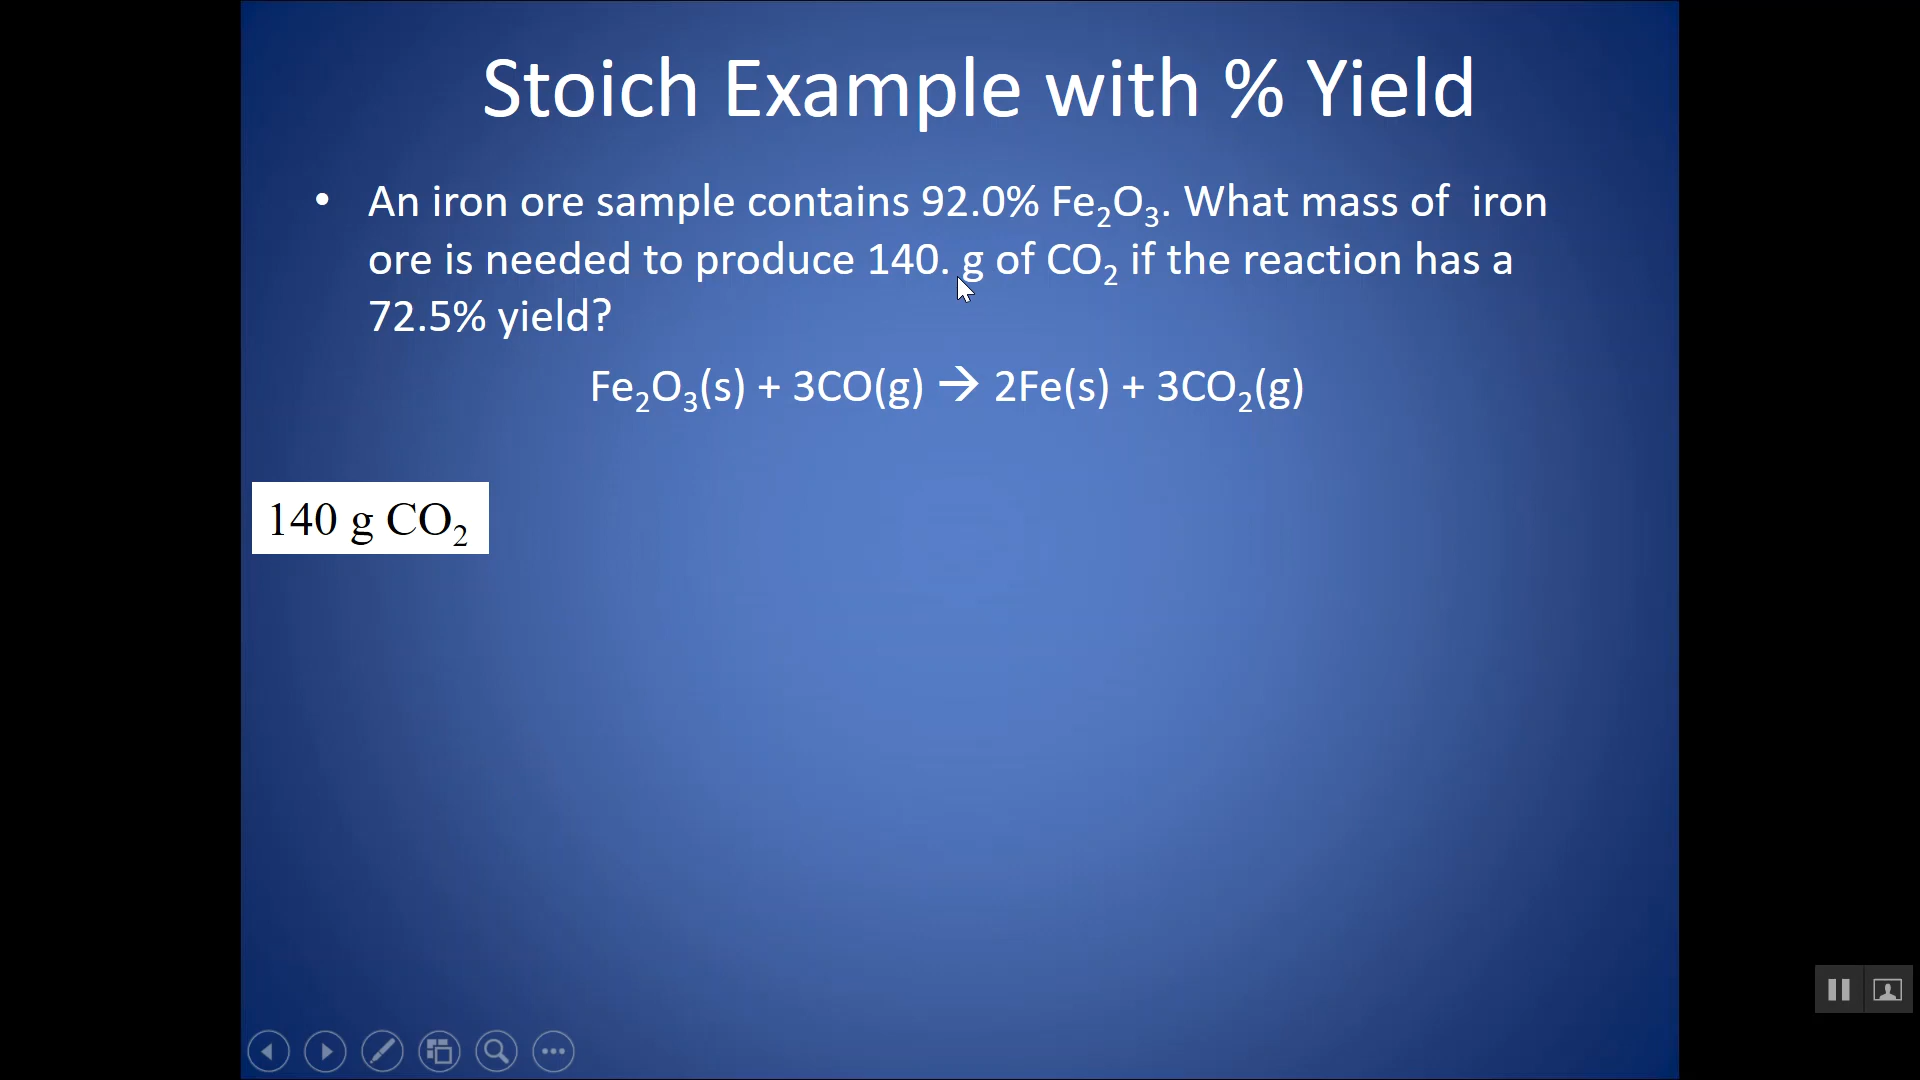 Stoich Example with % Yield
• An iron ore sample contains 92.0% Fe₂O₃. What mass of  iron
ore is needed to produce 140. g of CO₂ if the reaction has a
72.5% yield?
Fe₂O₃(s) + 3CO(g) → 2Fe(s) + 3CO₂(g)
140 g CO₂